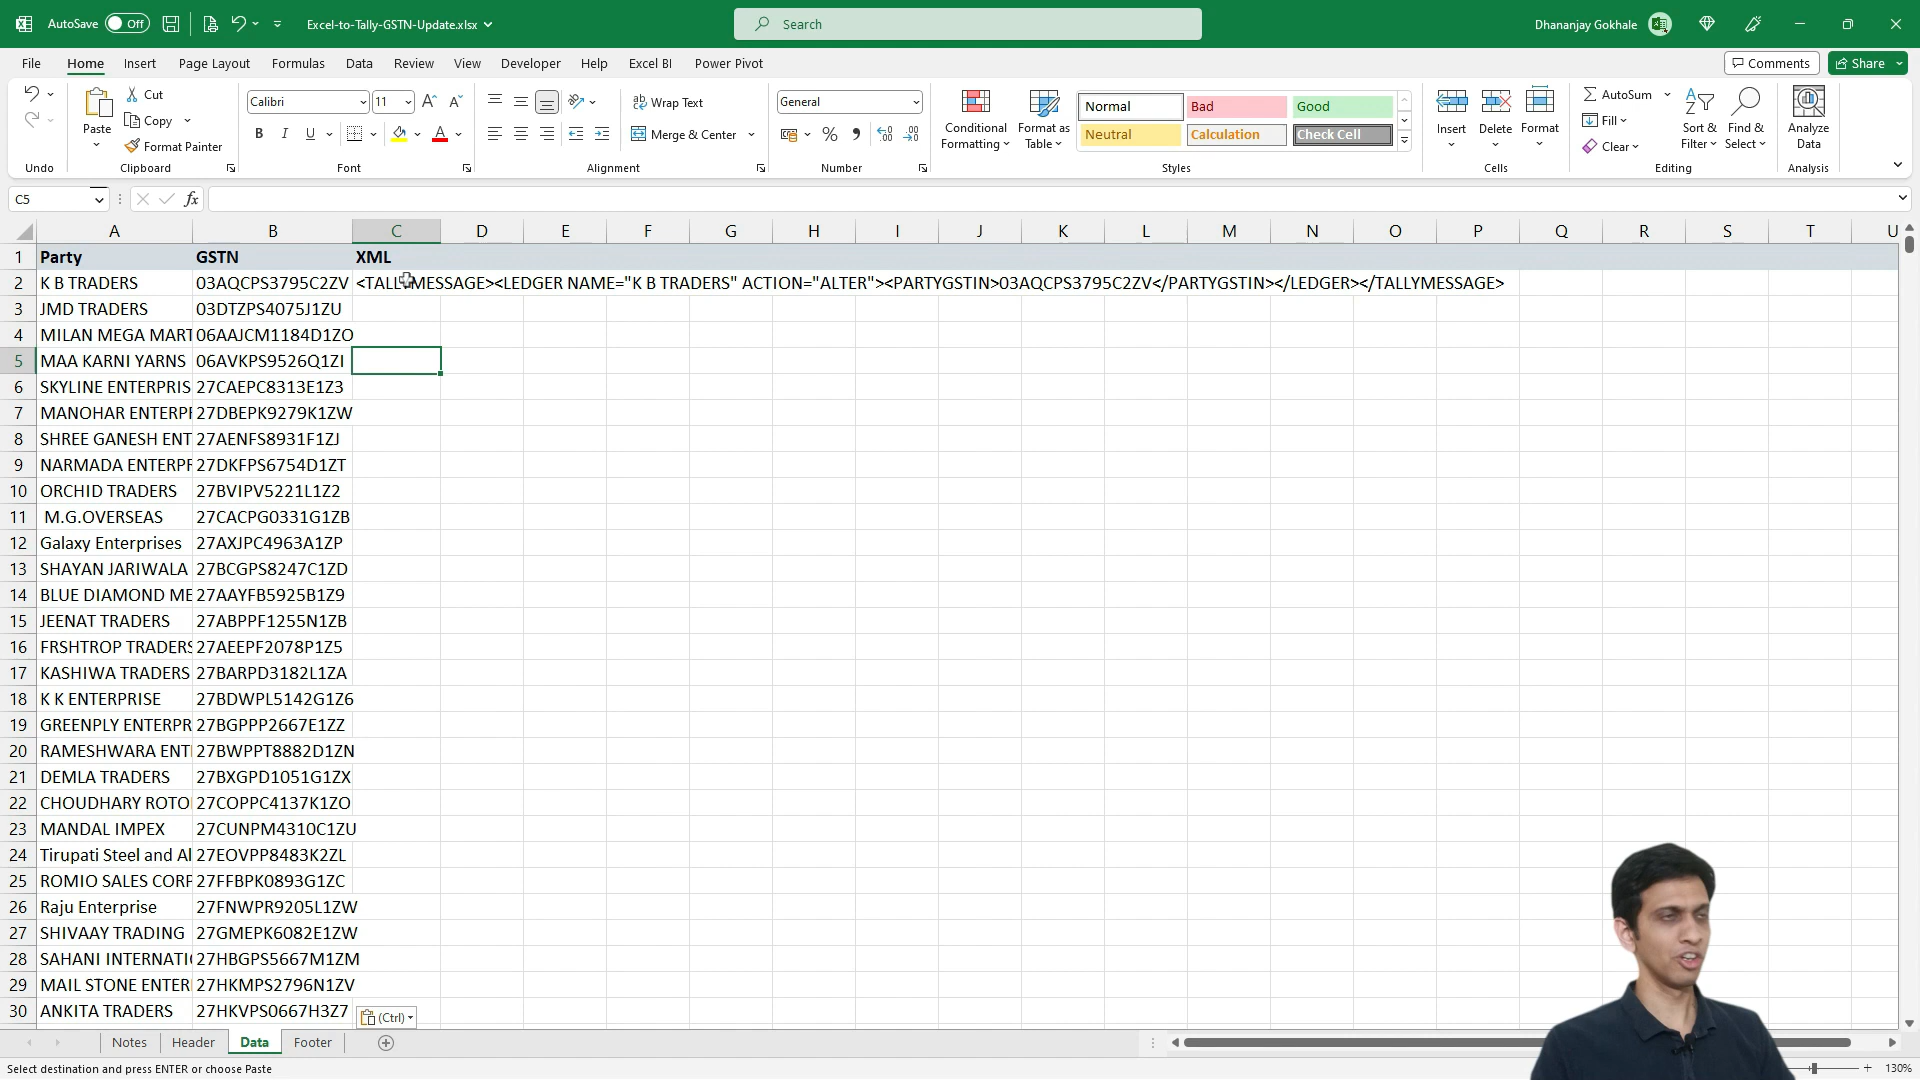 AutoSave Off Excel-to-Tally-GSTN-Update.xlsx Search Dhananjay Gokhale
File Home Insert Page Layout Formulas Data Review View Developer Help Excel BI Power Pivot Comments Share
Undo
Paste Cut Copy Format Painter
Clipboard
Calibri 11
B I U A
Font
Wrap Text
Merge & Center
Alignment
General
Number
Conditional Formatting Format as Table
Normal Bad Good
Neutral Calculation Check Cell
Styles
Insert Delete Format
Cells
AutoSum Fill Clear
Sort & Filter Find & Select
Editing
Analyze Data
Analysis
C5 fx
A B C D E F G H I J K L M N O P Q R S T U
1 Party GSTN XML
2 K B TRADERS 03AQCPS3795C2ZV <TALLYMESSAGE><LEDGER NAME="K B TRADERS" ACTION="ALTER"><PARTYGSTIN>03AQCPS3795C2ZV</PARTYGSTIN></LEDGER></TALLYMESSAGE>
3 JMD TRADERS 03DTZPS4075J1ZU
4 MILAN MEGA MART 06AAJCM1184D1ZO
5 MAA KARNI YARNS 06AVKPS9526Q1ZI
6 SKYLINE ENTERPRIS 27CAEPC8313E1Z3
7 MANOHAR ENTERPR 27DBEPK9279K1ZW
8 SHREE GANESH ENT 27AENFS8931F1ZJ
9 NARMADA ENTERPR 27DKFPS6754D1ZT
10 ORCHID TRADERS 27BVIPV5221L1Z2
11 M.G.OVERSEAS 27CACPG0331G1ZB
12 Galaxy Enterprises 27AXJPC4963A1ZP
13 SHAYAN JARIWALA 27BCGPS8247C1ZD
14 BLUE DIAMOND ME 27AAYFB5925B1Z9
15 JEENAT TRADERS 27ABPPF1255N1ZB
16 FRSHTROP TRADERS 27AEEPF2078P1Z5
17 KASHIWA TRADERS 27BARPD3182L1ZA
18 K K ENTERPRISE 27BDWPL5142G1Z6
19 GREENPLY ENTERPR 27BGPPP2667E1ZZ
20 RAMESHWARA ENT 27BWPPT8882D1ZN
21 DEMLA TRADERS 27BXGPD1051G1ZX
22 CHOUDHARY ROTO 27COPPC4137K1ZO
23 MANDAL IMPEX 27CUNPM4310C1ZU
24 Tirupati Steel and Al 27EOVPP8483K2ZL
25 ROMIO SALES CORP 27FFBPK0893G1ZC
26 Raju Enterprise 27FNWPR9205L1ZW
27 SHIVAAY TRADING 27GMEPK6082E1ZW
28 SAHANI INTERNATI 27HBGPS5667M1ZM
29 MAIL STONE ENTER 27HKMPS2796N1ZV
30 ANKITA TRADERS 27HKVPS0667H3Z7 (Ctrl)
Notes Header Data Footer
Select destination and press ENTER or choose Paste 130%